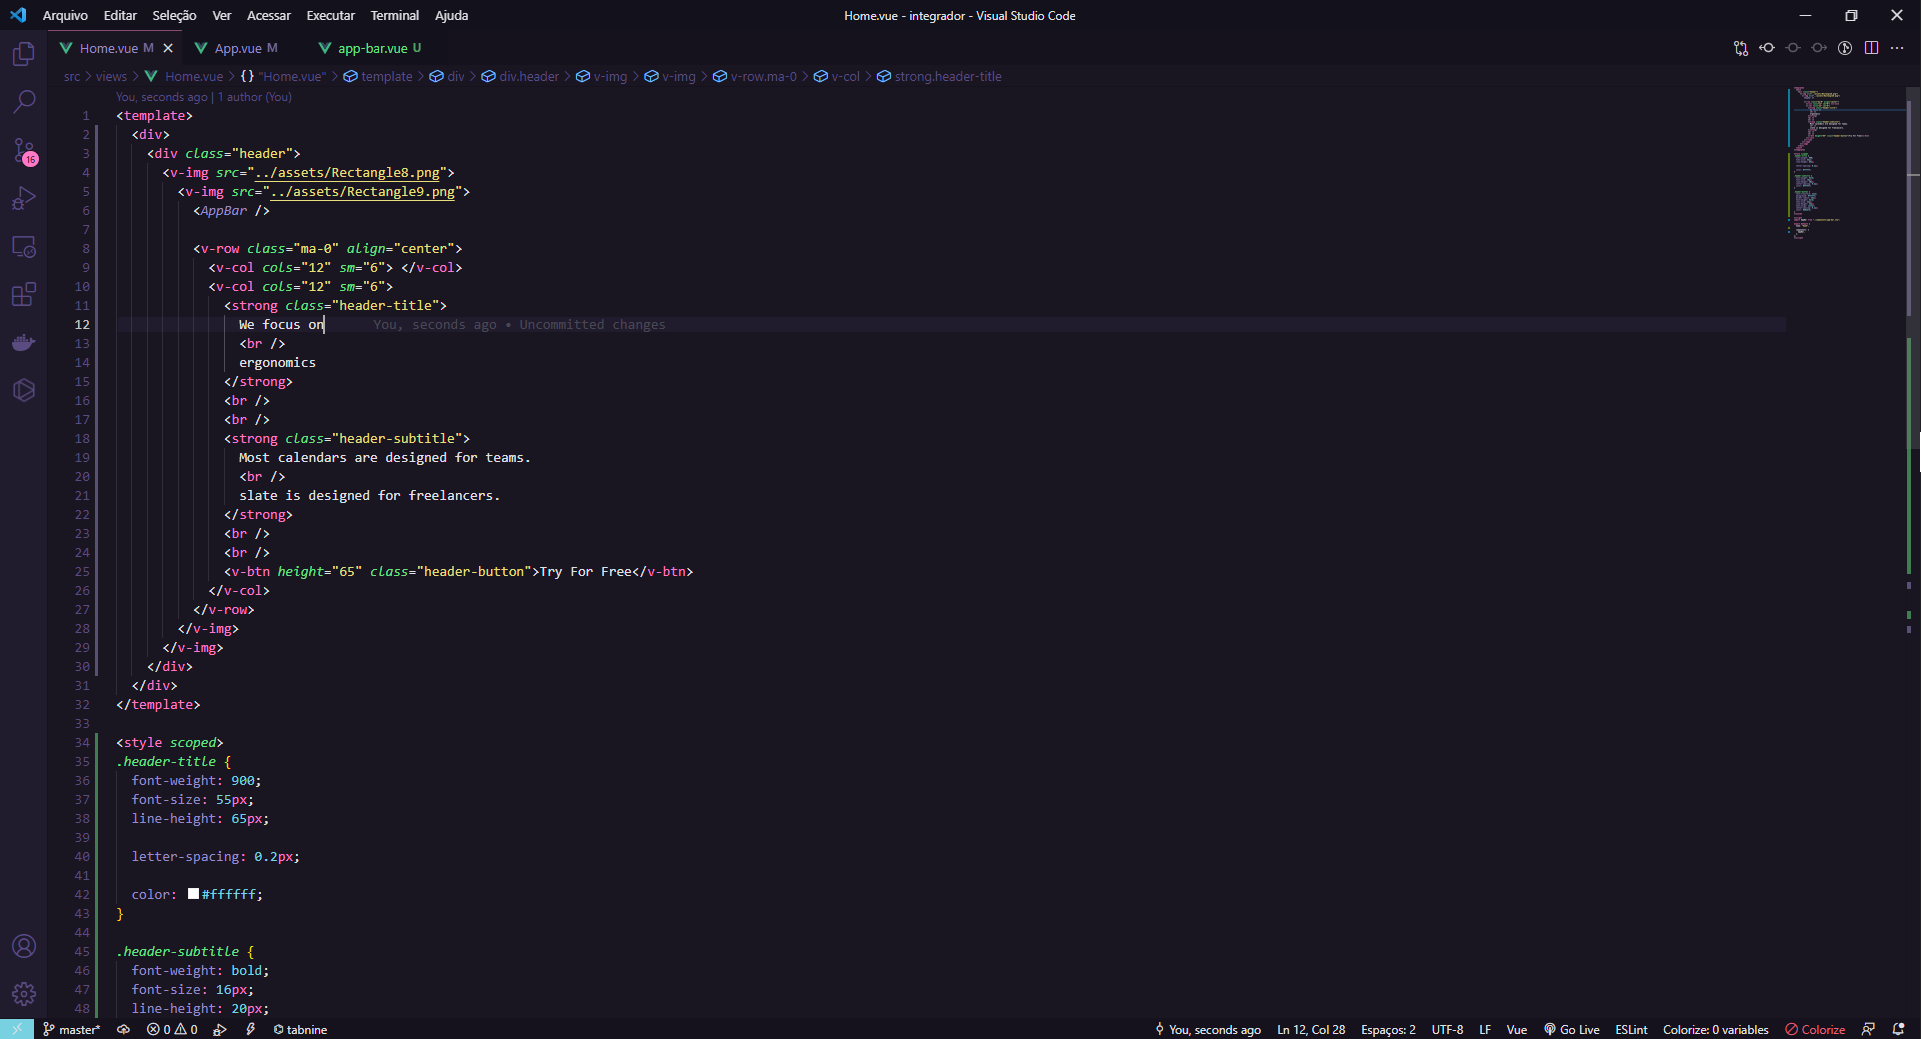 Arquivo Editar Seleção Ver Acessar Executar Terminal Ajuda
Home.vue - integrador - Visual Studio Code
Home.vue M App.vue M app-bar.vue U
src > views > Home.vue > {} "Home.vue" > template > div > div.header > v-img > v-img > v-row.ma-0 > v-col > strong.header-title
You, seconds ago | 1 author (You)
1 <template>
2 <div>
3 <div class="header">
4 <v-img src="../assets/Rectangle8.png">
5 <v-img src="../assets/Rectangle9.png">
6 <AppBar />
7
8 <v-row class="ma-0" align="center">
9 <v-col cols="12" sm="6"> </v-col>
10 <v-col cols="12" sm="6">
11 <strong class="header-title">
12 We focus on You, seconds ago • Uncommitted changes
13 <br />
14 ergonomics
15 </strong>
16 <br />
17 <br />
18 <strong class="header-subtitle">
19 Most calendars are designed for teams.
20 <br />
21 slate is designed for freelancers.
22 </strong>
23 <br />
24 <br />
25 <v-btn height="65" class="header-button">Try For Free</v-btn>
26 </v-col>
27 </v-row>
28 </v-img>
29 </v-img>
30 </div>
31 </div>
32 </template>
33
34 <style scoped>
35 .header-title {
36 font-weight: 900;
37 font-size: 55px;
38 line-height: 65px;
39
40 letter-spacing: 0.2px;
41
42 color: #ffffff;
43 }
44
45 .header-subtitle {
46 font-weight: bold;
47 font-size: 16px;
48 line-height: 20px;
16
master* 0 0 tabnine You, seconds ago Ln 12, Col 28 Espaços: 2 UTF-8 LF Vue Go Live ESLint Colorize: 0 variables Colorize